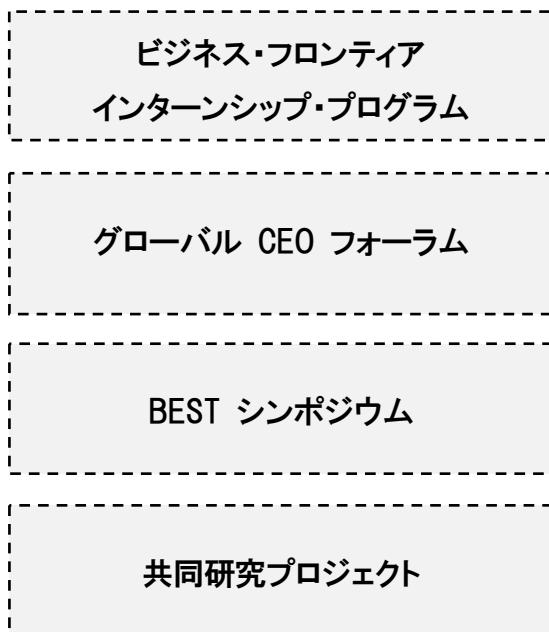 ビジネス・フロンティア
インターンシップ・プログラム
グローバル CEO フォーラム
BEST シンポジウム
共同研究プロジェクト